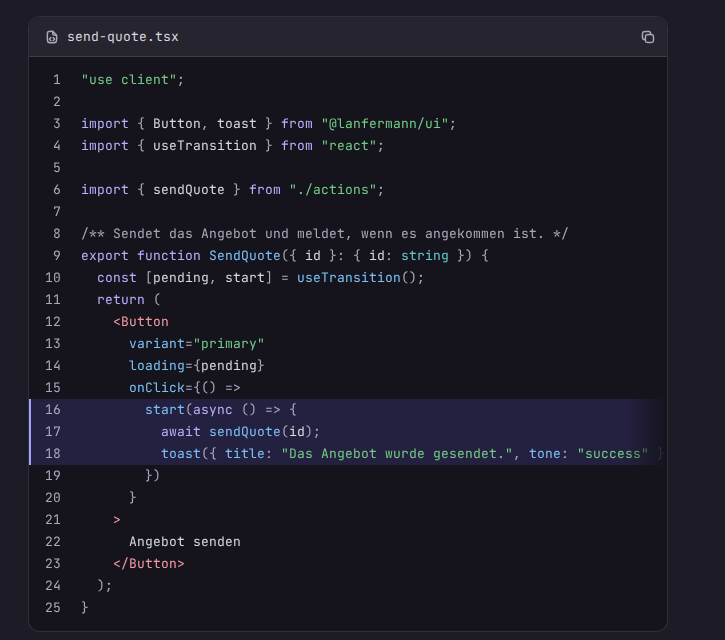 send-quote.tsx
1 "use client";
2
3 import { Button, toast } from "@lanfermann/ui";
4 import { useTransition } from "react";
5
6 import { sendQuote } from "./actions";
7
8 /** Sendet das Angebot und meldet, wenn es angekommen ist. */
9 export function SendQuote({ id }: { id: string }) {
10   const [pending, start] = useTransition();
11   return (
12     <Button
13       variant="primary"
14       loading={pending}
15       onClick={() =>
16         start(async () => {
17           await sendQuote(id);
18           toast({ title: "Das Angebot wurde gesendet.", tone: "success" }
19         })
20       }
21     >
22       Angebot senden
23     </Button>
24   );
25 }